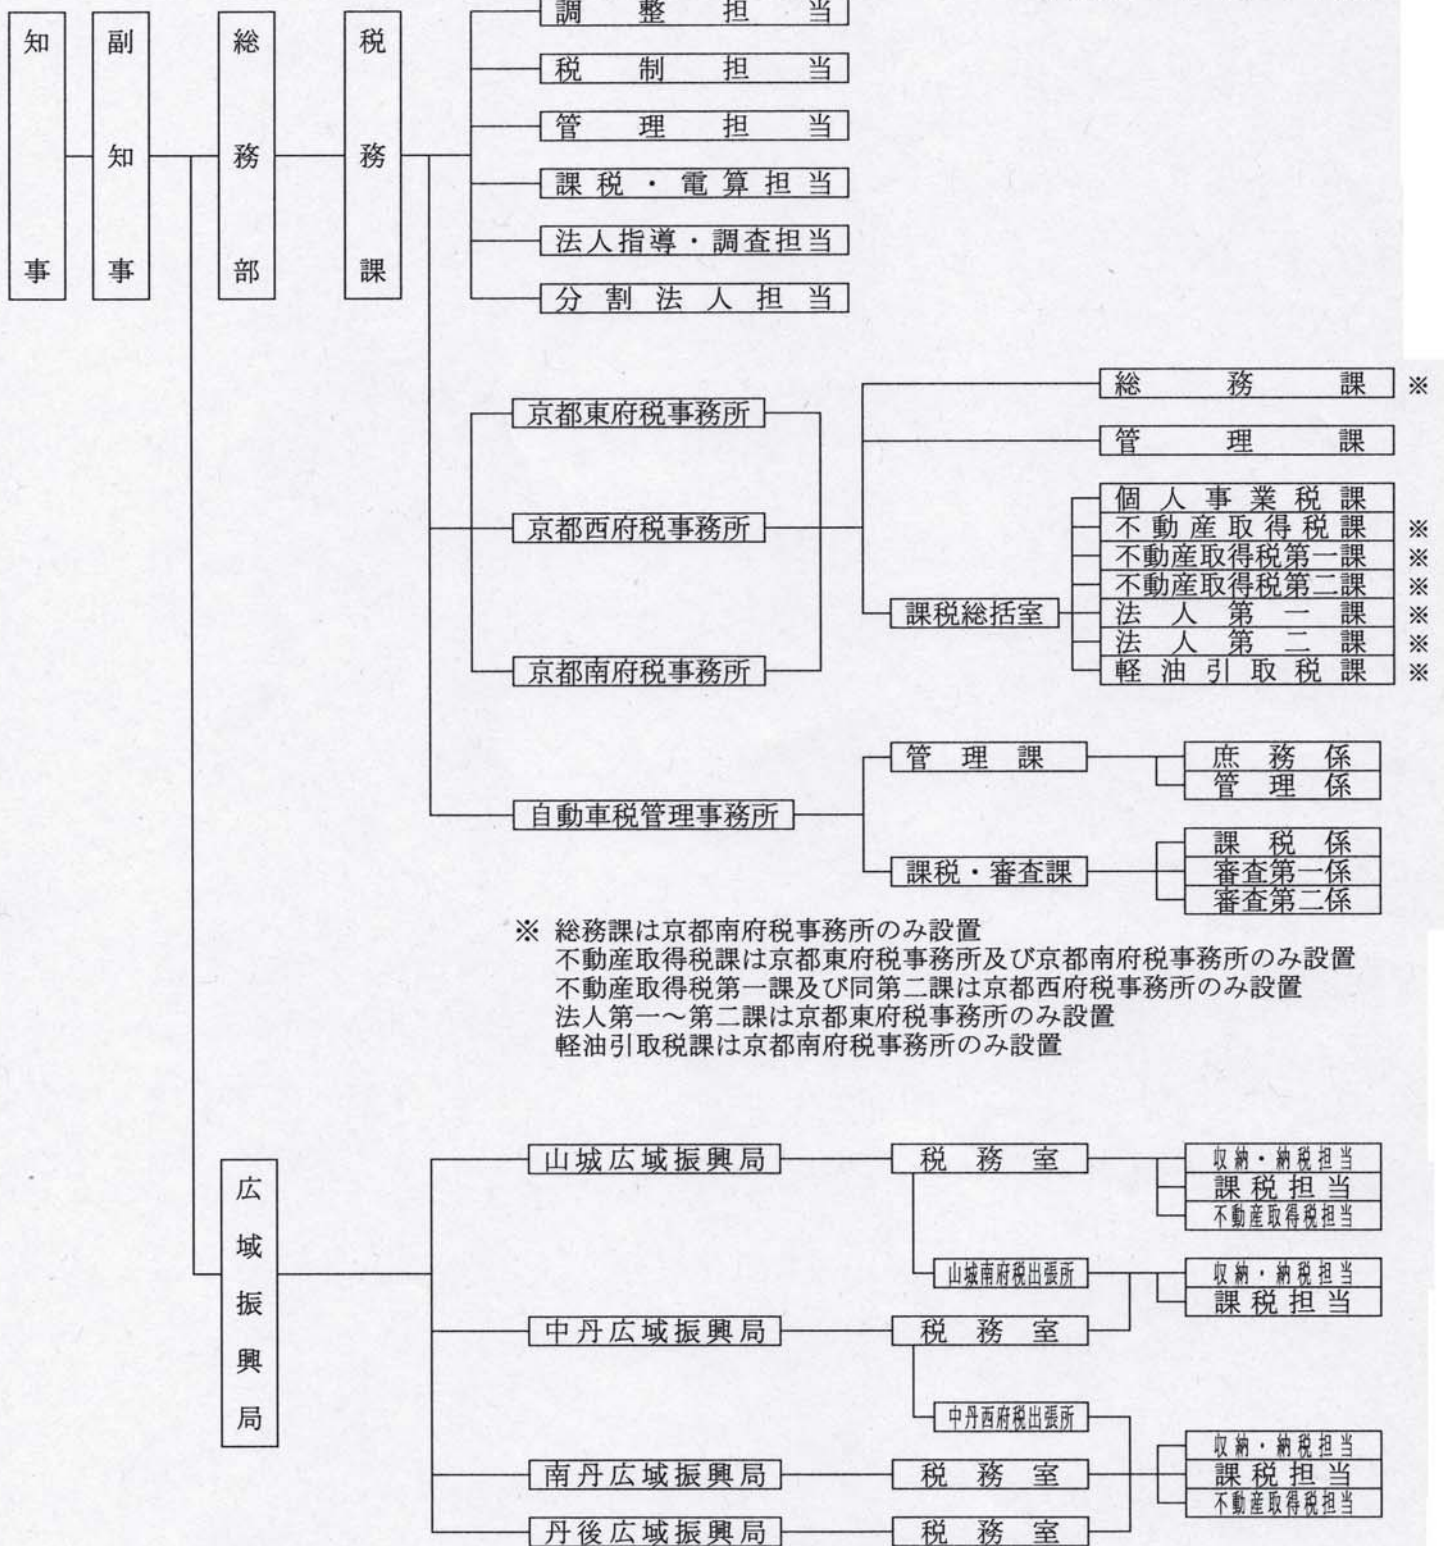 知事
副知事
総務部
税務課
調整担当
税制担当
管理担当
課税・電算担当
法人指導・調査担当
分割法人担当
京都東府税事務所
京都西府税事務所
京都南府税事務所
総務課 ※
管理課
課税総括室
個人事業税課
不動産取得税課 ※
不動産取得税第一課 ※
不動産取得税第二課 ※
法人第一課 ※
法人第二課 ※
軽油引取税課 ※
自動車税管理事務所
管理課
庶務係
管理係
課税・審査課
課税係
審査第一係
審査第二係
※ 総務課は京都南府税事務所のみ設置
不動産取得税課は京都東府税事務所及び京都南府税事務所のみ設置
不動産取得税第一課及び同第二課は京都西府税事務所のみ設置
法人第一～第二課は京都東府税事務所のみ設置
軽油引取税課は京都南府税事務所のみ設置
広域振興局
山城広域振興局
税務室
収納・納税担当
課税担当
不動産取得税担当
山城南府税出張所
収納・納税担当
課税担当
中丹広域振興局
税務室
中丹西府税出張所
収納・納税担当
課税担当
不動産取得税担当
南丹広域振興局
税務室
丹後広域振興局
税務室